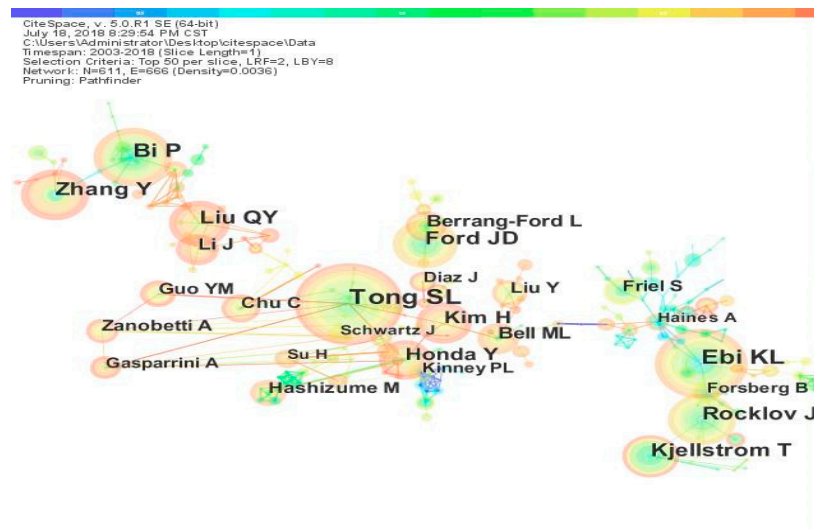 CiteSpace, v. 5.0.R1 SE (64-bit)
July 18, 2018 8:29:54 PM CST
C:\Users\Administrator\Desktop\citespace\Data
Timespan: 2003-2018 (Slice Length=1)
Selection Criteria: Top 50 per slice, LRF=2, LBY=8
Network: N=611, E=666 (Density=0.0036)
Pruning: Pathfinder
Bi P
Zhang Y
Liu QY
Li J
Berrang-Ford L
Ford JD
Diaz J
Guo YM
Liu Y
Friel S
Chu C
Tong SL
Kim H
Haines A
Zanobetti A
Schwartz J
Bell ML
Su H
Honda Y
Ebi KL
Gasparrini A
Kinney PL
Hashizume M
Forsberg B
Rocklov J
Kjellstrom T